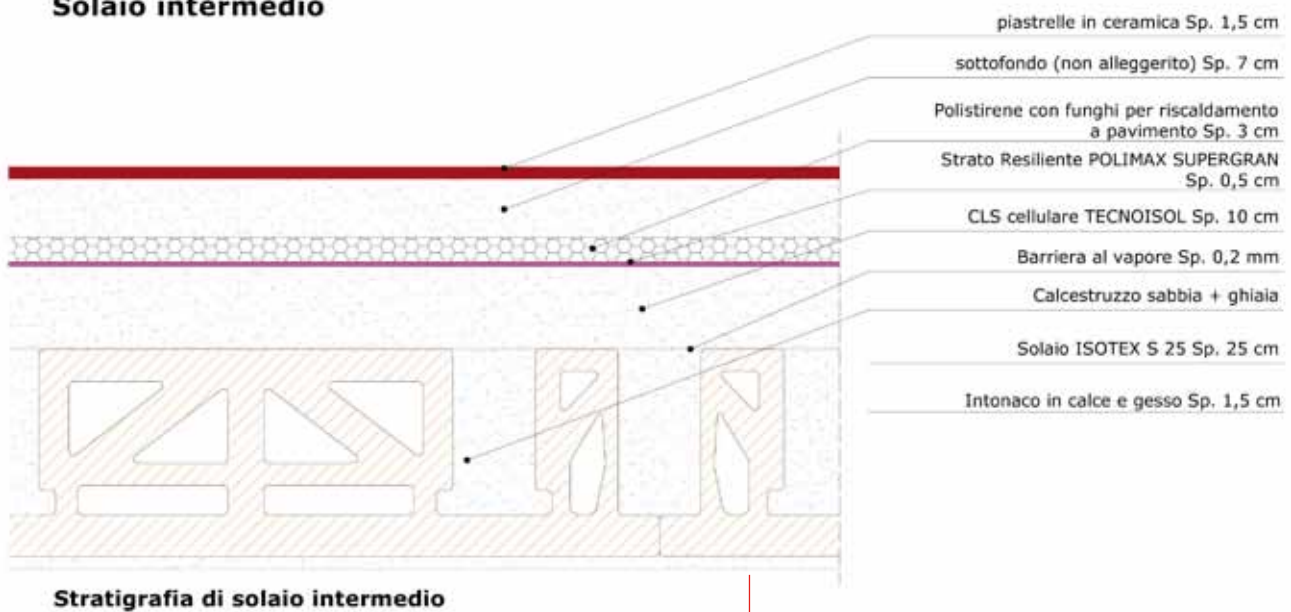 Solaio intermedio
piastrelle in ceramica Sp. 1,5 cm
sottofondo (non alleggerito) Sp. 7 cm
Polistirene con funghi per riscaldamento
a pavimento Sp. 3 cm
Strato Resiliente POLIMAX SUPERGRAN
Sp. 0,5 cm
CLS cellulare TECNOISOL Sp. 10 cm
Barriera al vapore Sp. 0,2 mm
Calcestruzzo sabbia + ghiaia
Solaio ISOTEX S 25 Sp. 25 cm
Intonaco in calce e gesso Sp. 1,5 cm
Stratigrafia di solaio intermedio